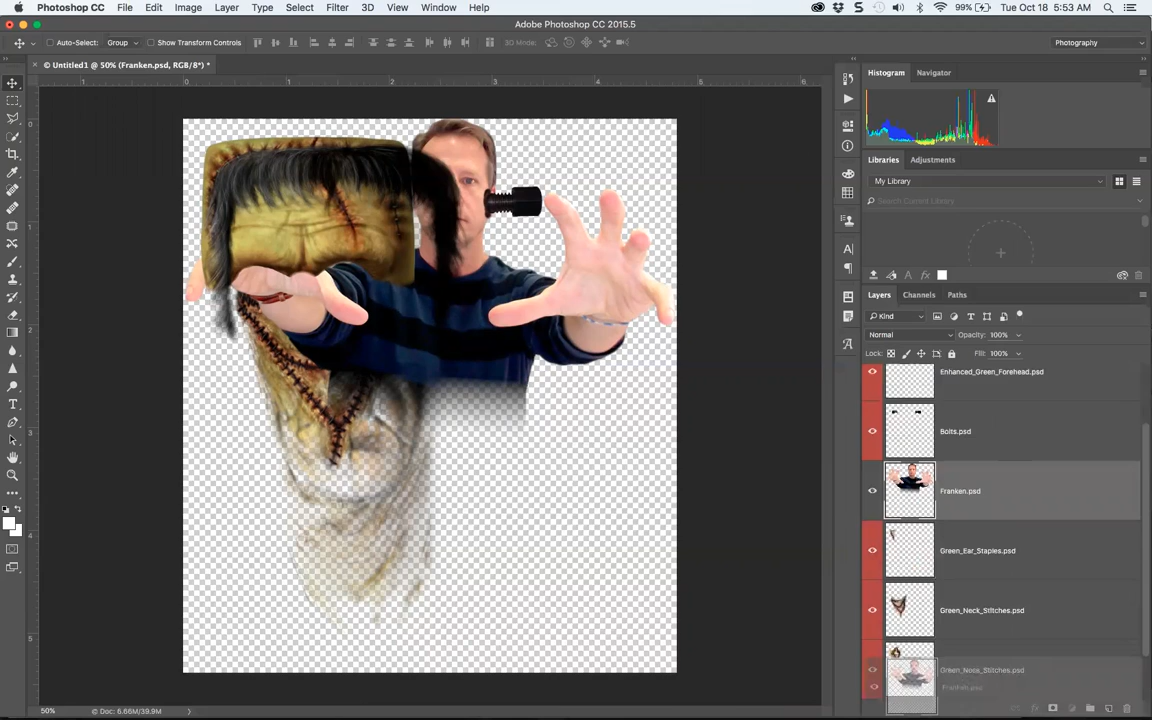 Photoshop CC File Edit Image Layer Type Select Filter 3D View Window Help 99% Tue Oct 18 5:53 AM
Adobe Photoshop CC 2015.5
Auto-Select: Group Show Transform Controls 3D Mode: Photography
× © Untitled1 @ 50% (Franken.psd, RGB/8*) *
Histogram Navigator
Libraries Adjustments
My Library
Search Current Library
Layers Channels Paths
Kind
Normal Opacity: 100%
Lock: Fill: 100%
Enhanced_Green_Forehead.psd
Bolts.psd
Franken.psd
Green_Ear_Staples.psd
Green_Neck_Stitches.psd
Franken.psd
50% © Doc: 6.66M/39.9M